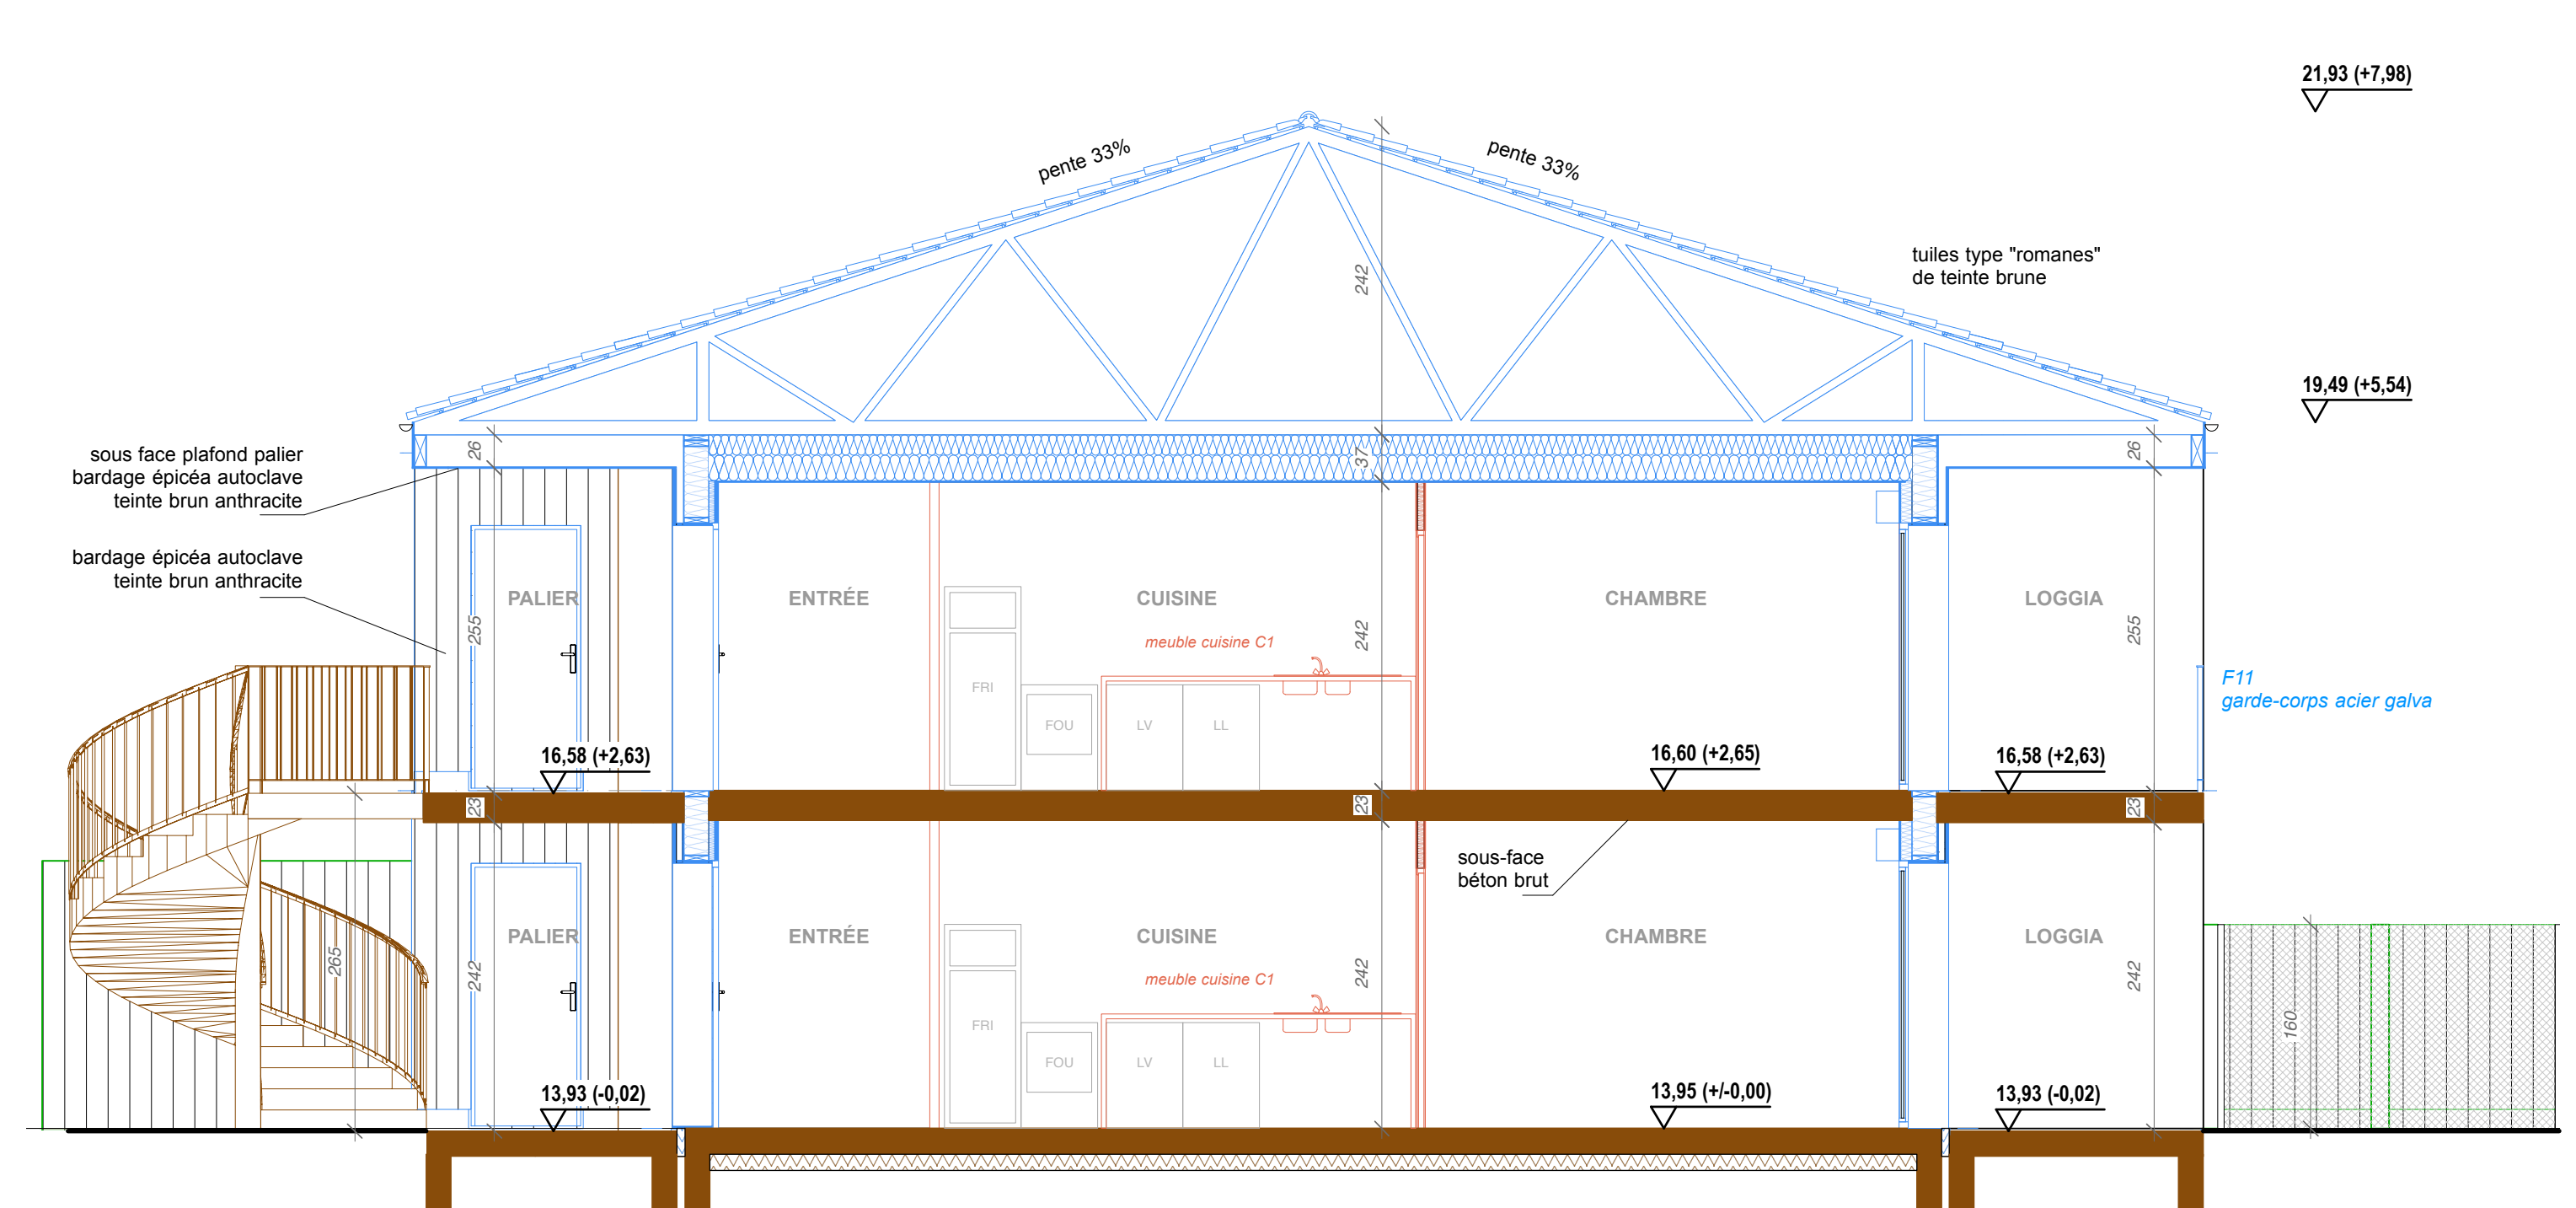 21,93 (+7,98)
pente 33%
pente 33%
242
tuiles type "romanes"
de teinte brune
19,49 (+5,54)
sous face plafond palier
bardage épicéa autoclave
teinte brun anthracite
26
37
26
bardage épicéa autoclave
teinte brun anthracite
PALIER
ENTRÉE
CUISINE
CHAMBRE
LOGGIA
255
meuble cuisine C1
242
255
FRI
FOU
LV
LL
F11
garde-corps acier galva
16,58 (+2,63)
16,60 (+2,65)
16,58 (+2,63)
23
23
23
sous-face
béton brut
PALIER
ENTRÉE
CUISINE
CHAMBRE
LOGGIA
265
242
meuble cuisine C1
242
242
FRI
FOU
LV
LL
160
13,93 (-0,02)
13,95 (+/-0,00)
13,93 (-0,02)